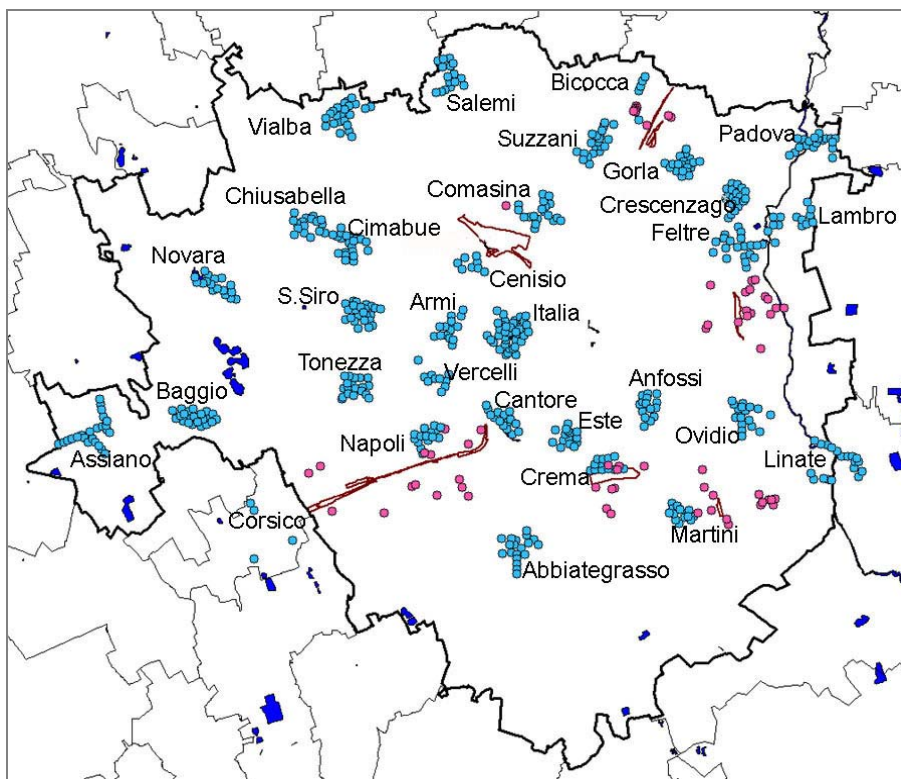 Bicocca
Salemi
Vialba
Suzzani
Padova
Gorla
Chiusabella
Comasina
Crescenzago
Lambro
Cimabue
Feltre
Novara
Cenisio
S.Siro
Armi
Italia
Tonezza
Vercelli
Anfossi
Baggio
Cantore
Este
Napoli
Ovidio
Assiano
Linate
Crema
Corsico
Martini
Abbiategrasso